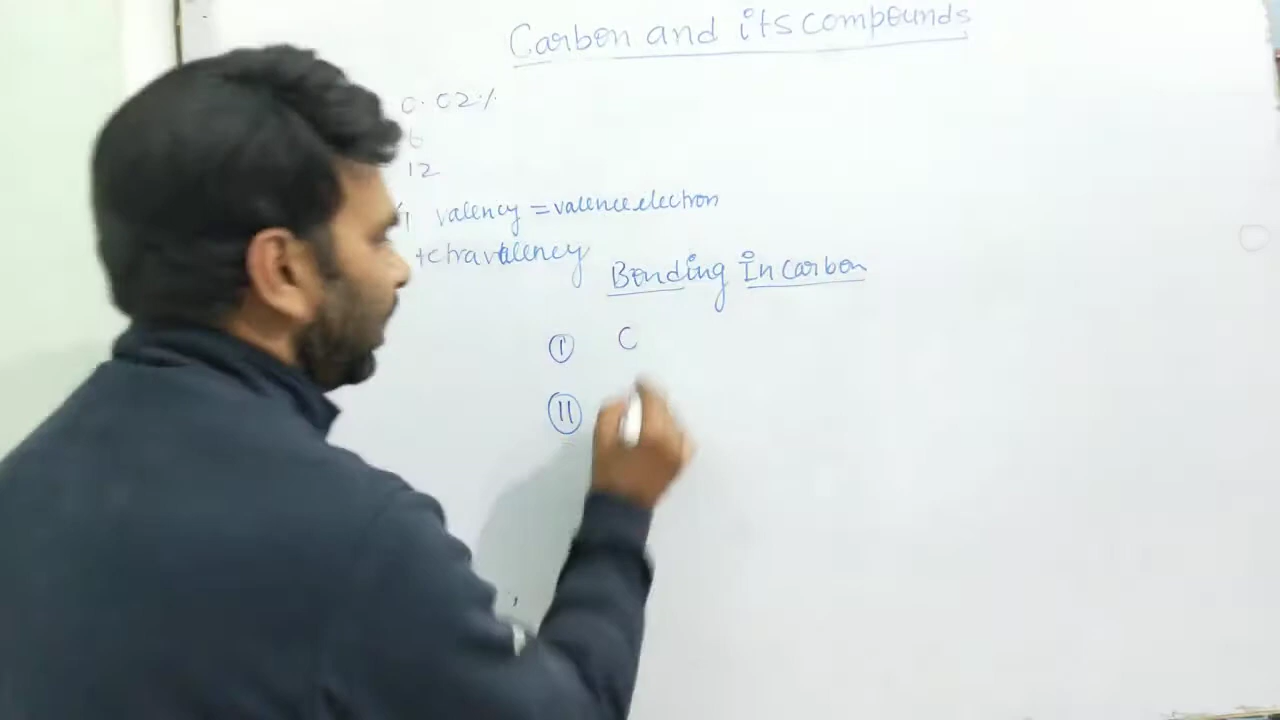 Carbon and its compounds
0.02%
6
12
4 valency = valence electron
tetravalency
Bonding In carbon
I C
II